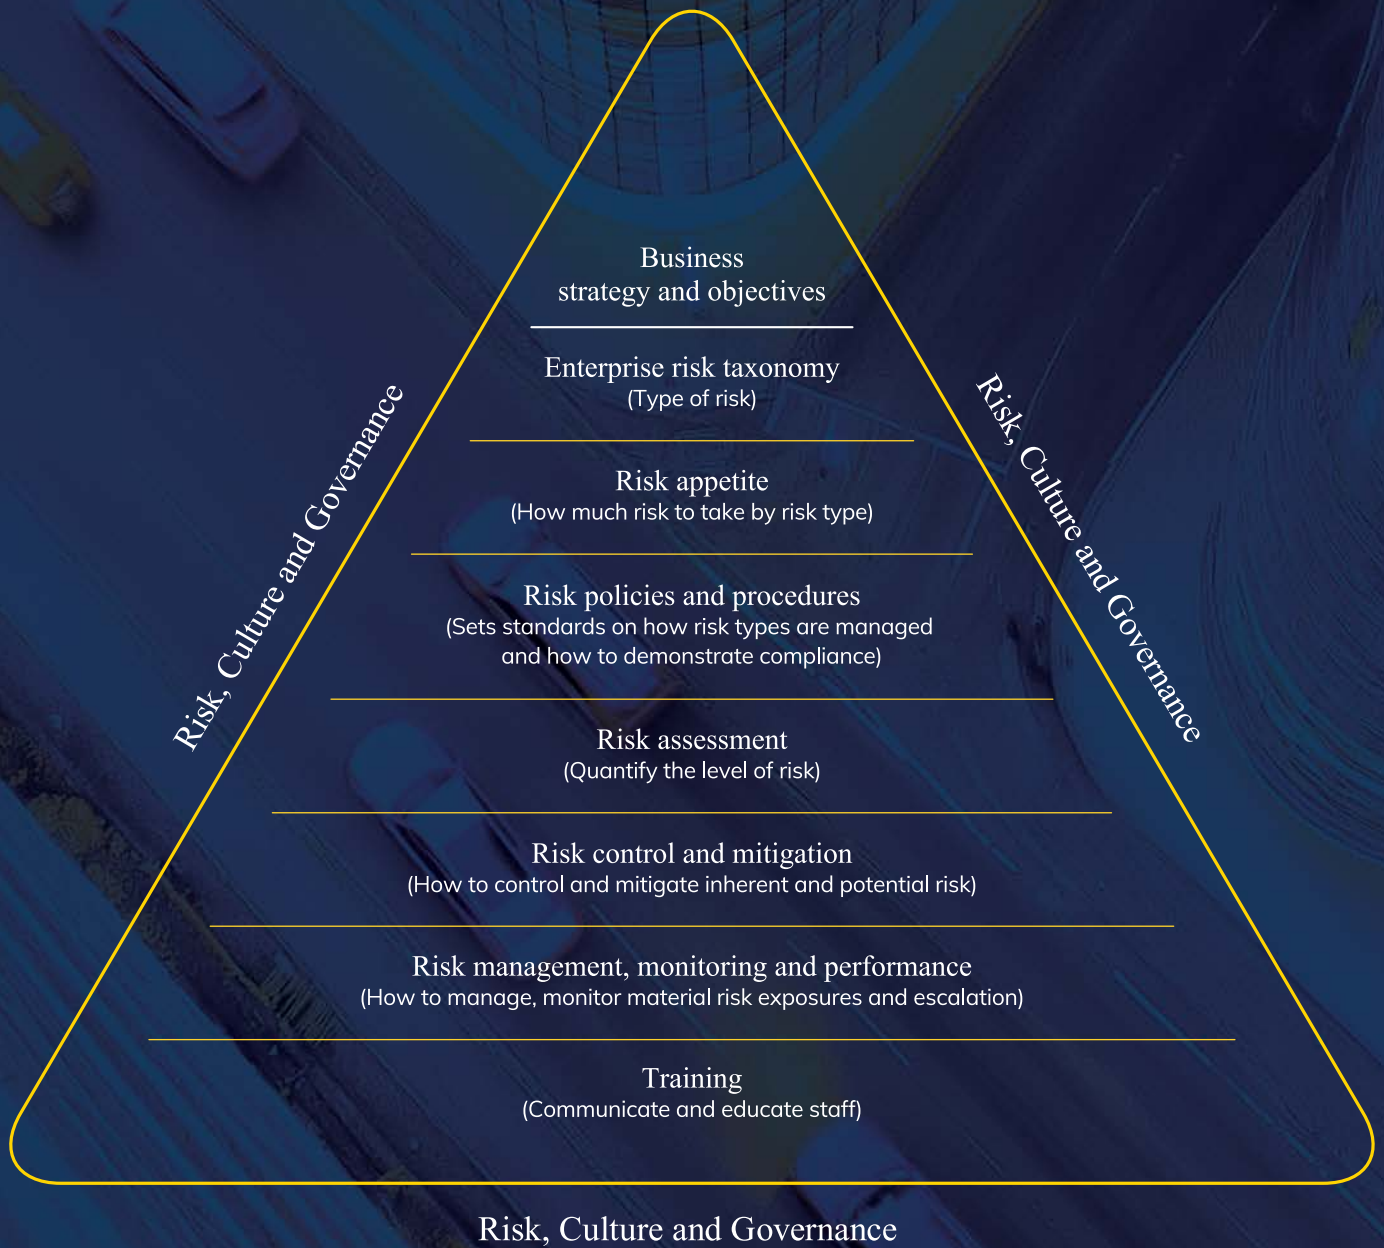 Business
strategy and objectives
Enterprise risk taxonomy
(Type of risk)
Risk appetite
(How much risk to take by risk type)
Risk policies and procedures
(Sets standards on how risk types are managed
and how to demonstrate compliance)
Risk assessment
(Quantify the level of risk)
Risk control and mitigation
(How to control and mitigate inherent and potential risk)
Risk management, monitoring and performance
(How to manage, monitor material risk exposures and escalation)
Training
(Communicate and educate staff)
Risk, Culture and Governance
Risk, Culture and Governance
Risk, Culture and Governance